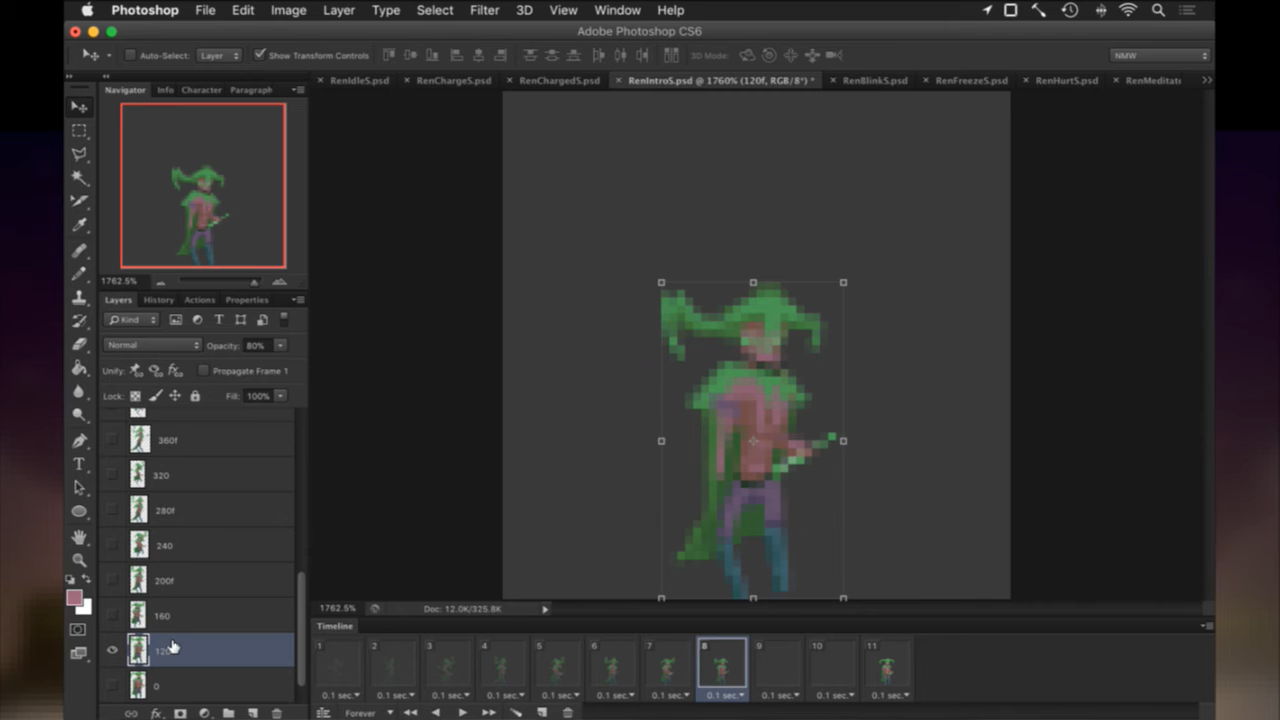 Photoshop File Edit Image Layer Type Select Filter 3D View Window Help
Adobe Photoshop CS6
Auto-Select: Layer Show Transform Controls 3D Mode: NMW
RenIdleS.psd RenChargeS.psd RenChargedS.psd RenIntroS.psd @ 1760% (120f, RGB/8*) * RenBlinkS.psd RenFreezeS.psd RenHurtS.psd RenMeditat
Navigator Info Character Paragraph
1762.5%
Layers History Actions Properties
Kind
Normal Opacity: 80%
Unify: Propagate Frame 1
Lock: Fill: 100%
360f
320
280f
240
200f
160
120
0
1762.5% Doc: 12.0K/325.8K
Timeline
1 2 3 4 5 6 7 8 9 10 11
0.1 sec. 0.1 sec. 0.1 sec. 0.1 sec. 0.1 sec. 0.1 sec. 0.1 sec. 0.1 sec. 0.1 sec. 0.1 sec. 0.1 sec.
Forever